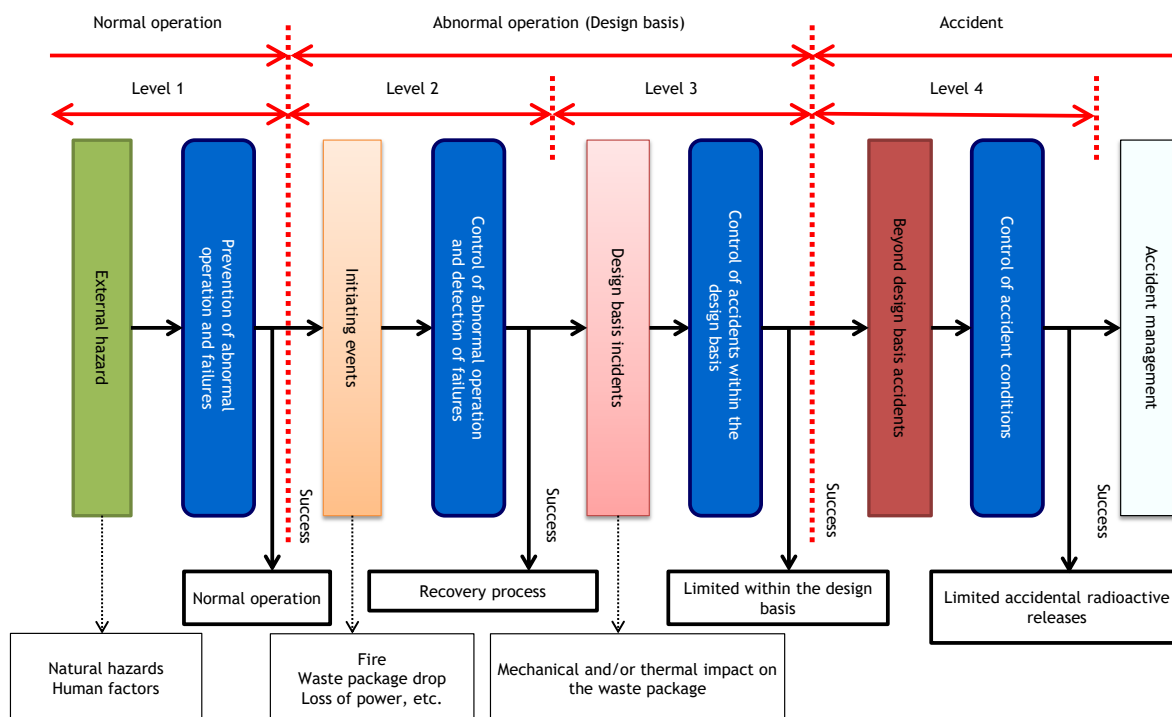 Normal operation
Abnormal operation (Design basis)
Accident
Level 1
Level 2
Level 3
Level 4
External hazard
Prevention of abnormal
operation and failures
Initiating events
Control of abnormal operation
and detection of failures
Design basis incidents
Control of accidents within the
design basis
Beyond design basis accidents
Control of accident conditions
Accident management
Success
Success
Success
Success
Normal operation
Recovery process
Limited within the design
basis
Limited accidental radioactive
releases
Natural hazards
Human factors
Fire
Waste package drop
Loss of power, etc.
Mechanical and/or thermal impact on
the waste package